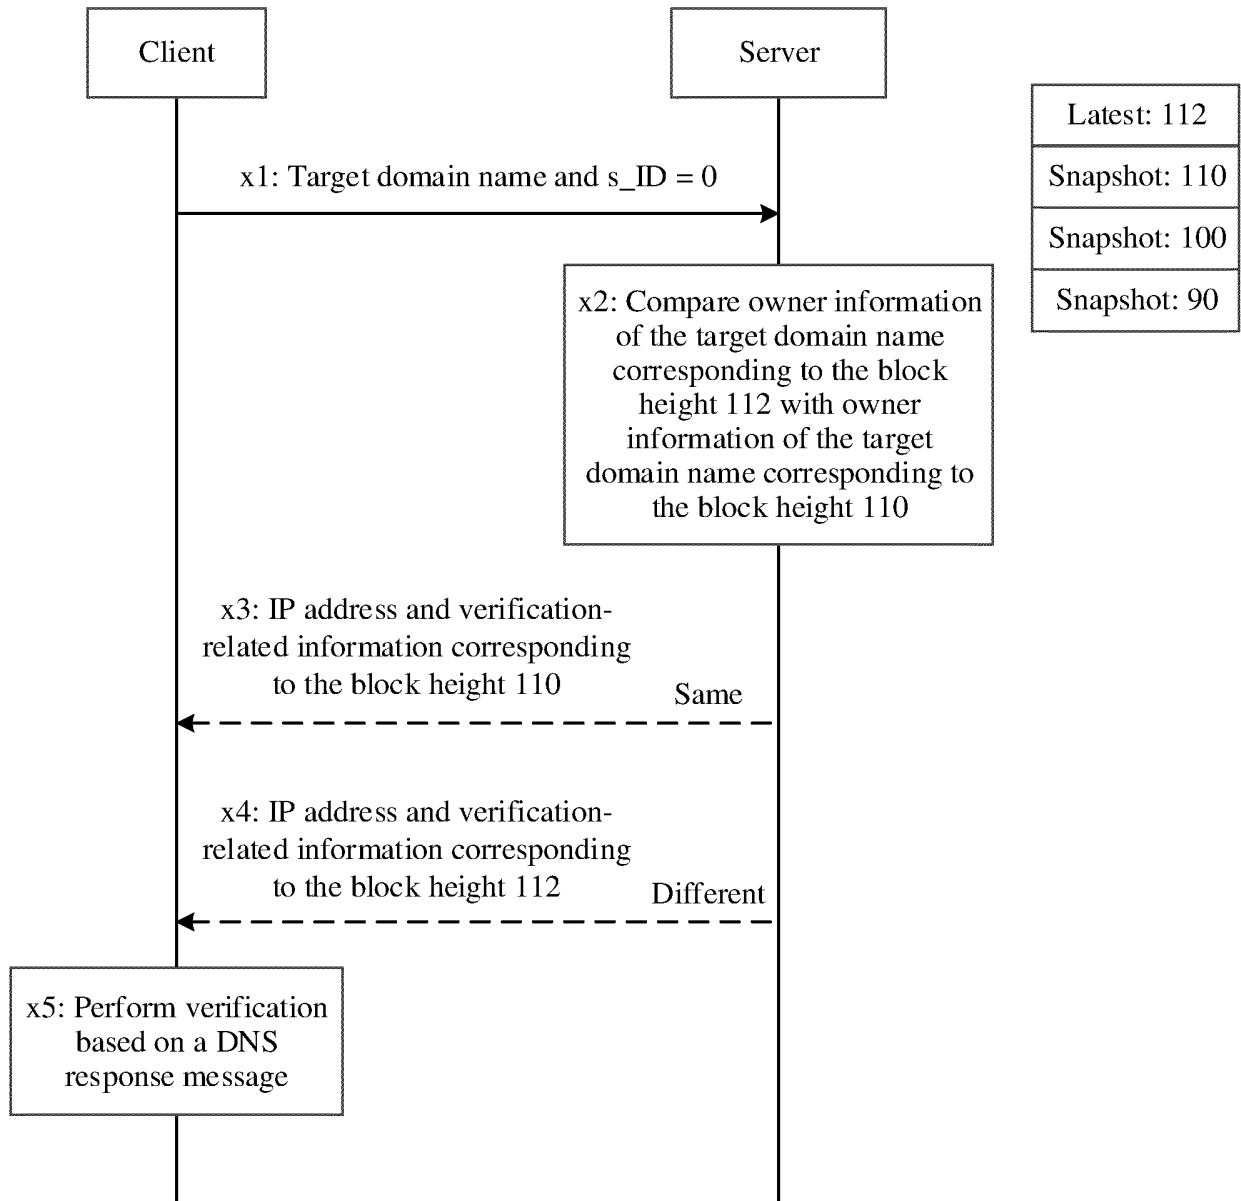 Client
Server
Latest: 112
Snapshot: 110
Snapshot: 100
Snapshot: 90
x1: Target domain name and s_ID = 0
x2: Compare owner information
of the target domain name
corresponding to the block
height 112 with owner
information of the target
domain name corresponding to
the block height 110
x3: IP address and verification-
related information corresponding
to the block height 110
Same
x4: IP address and verification-
related information corresponding
to the block height 112
Different
x5: Perform verification
based on a DNS
response message